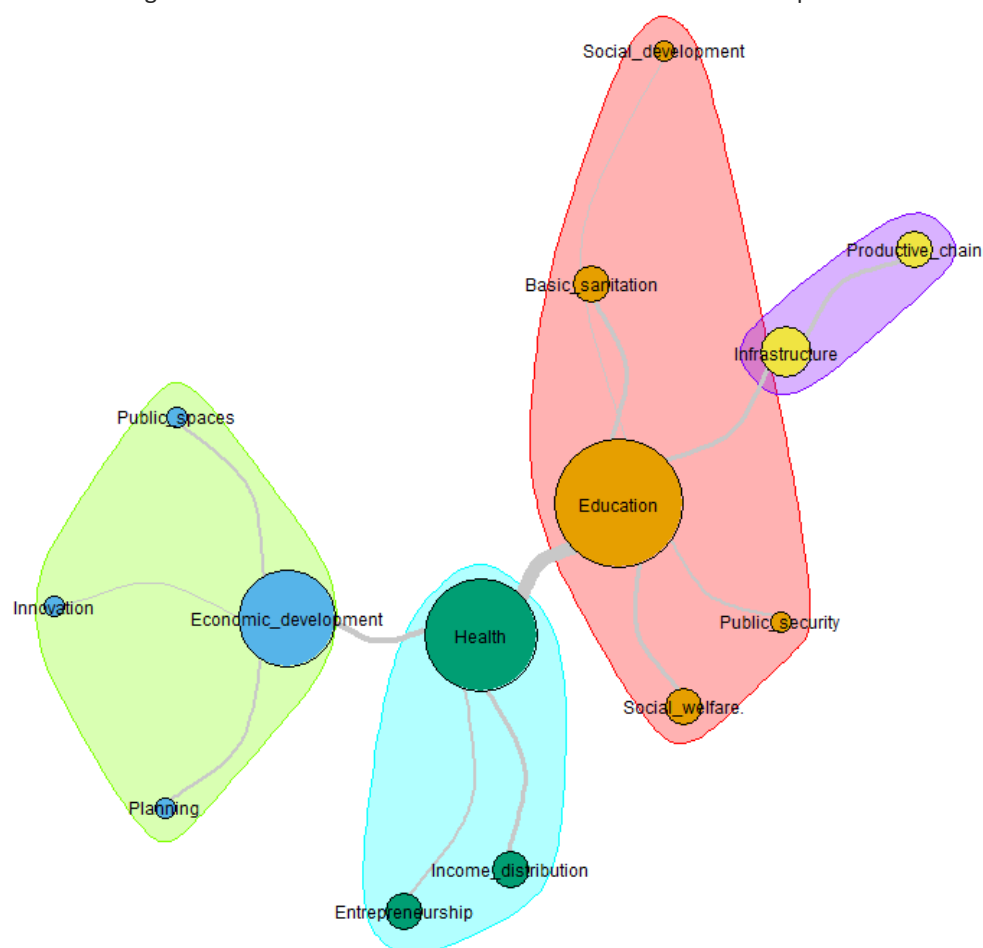 Social_development
Productive_chain
Basic_sanitation
Infrastructure
Public_spaces
Education
Innovation
Economic_development
Health
Public_security
Social_welfare.
Planning
Income_distribution
Entrepreneurship